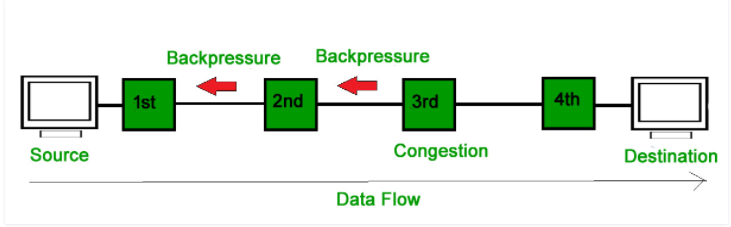 Backpressure
Backpressure
1st
2nd
3rd
4th
Source
Congestion
Destination
Data Flow